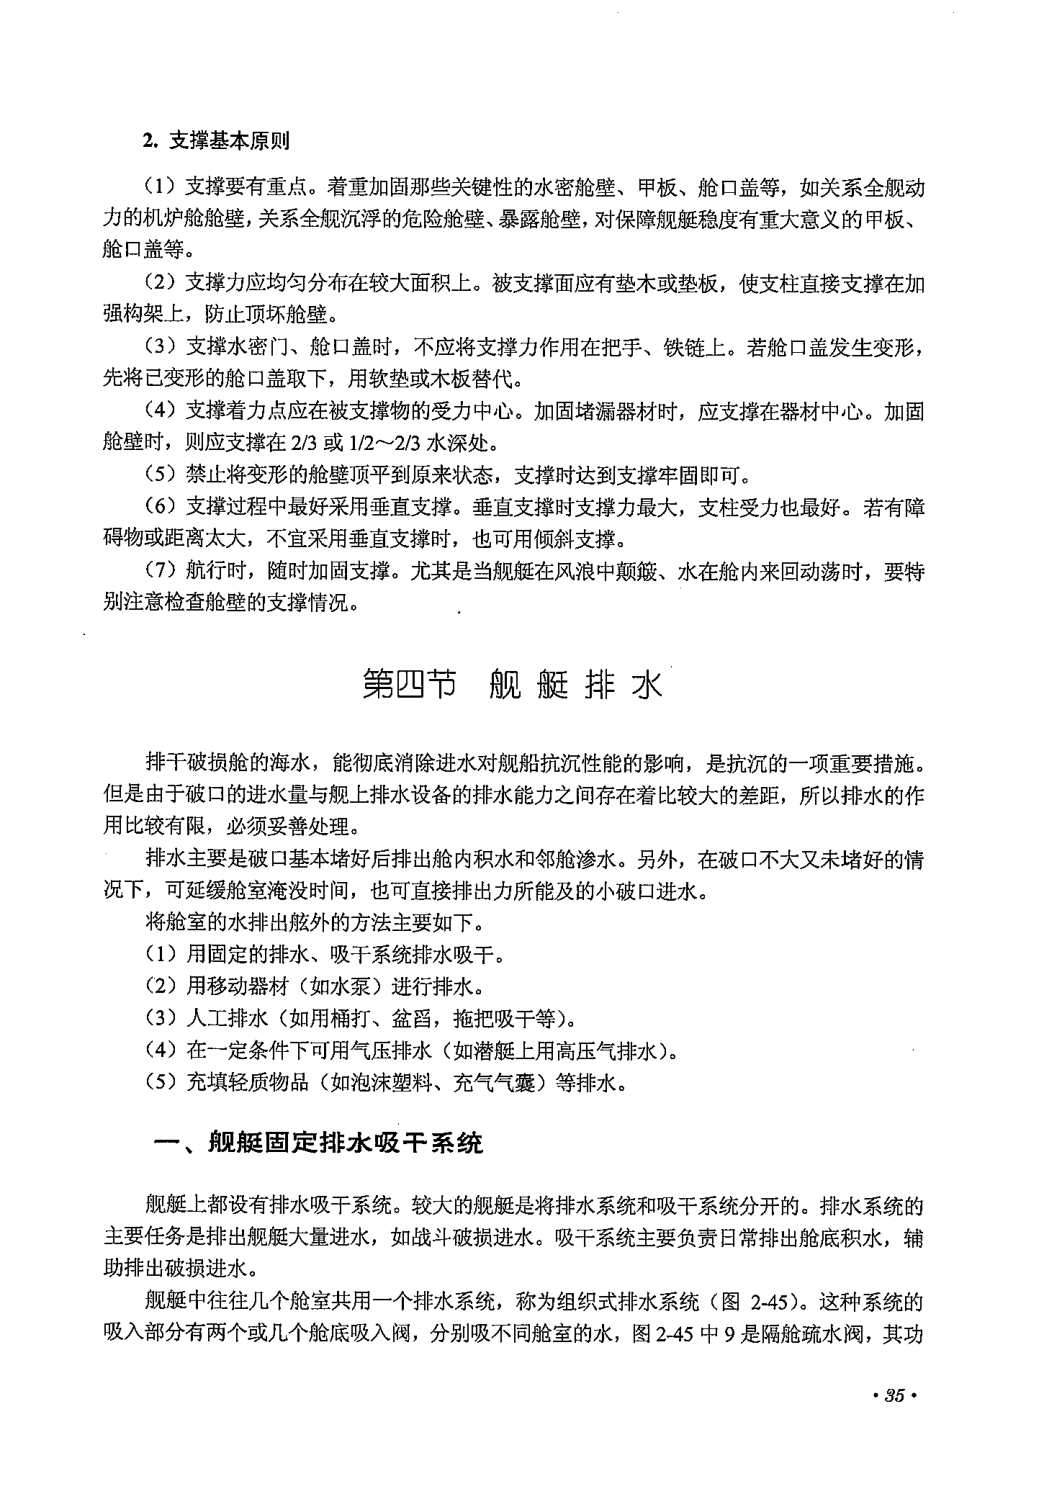 2. 支撑基本原则
（1）支撑要有重点。着重加固那些关键性的水密舱壁、甲板、舱口盖等，如关系全舰动
力的机炉舱舱壁，关系全舰沉浮的危险舱壁、暴露舱壁，对保障舰艇稳度有重大意义的甲板、
舱口盖等。
（2）支撑力应均匀分布在较大面积上。被支撑面应有垫木或垫板，使支柱直接支撑在加
强构架上，防止顶坏舱壁。
（3）支撑水密门、舱口盖时，不应将支撑力作用在把手、铁链上。若舱口盖发生变形，
先将已变形的舱口盖取下，用软垫或木板替代。
（4）支撑着力点应在被支撑物的受力中心。加固堵漏器材时，应支撑在器材中心。加固
舱壁时，则应支撑在 2/3 或 1/2～2/3 水深处。
（5）禁止将变形的舱壁顶平到原来状态，支撑时达到支撑牢固即可。
（6）支撑过程中最好采用垂直支撑。垂直支撑时支撑力最大，支柱受力也最好。若有障
碍物或距离太大，不宜采用垂直支撑时，也可用倾斜支撑。
（7）航行时，随时加固支撑。尤其是当舰艇在风浪中颠簸、水在舱内来回动荡时，要特
别注意检查舱壁的支撑情况。
第四节 舰艇排水
排干破损舱的海水，能彻底消除进水对舰船抗沉性能的影响，是抗沉的一项重要措施。
但是由于破口的进水量与舰上排水设备的排水能力之间存在着比较大的差距，所以排水的作
用比较有限，必须妥善处理。
排水主要是破口基本堵好后排出舱内积水和邻舱渗水。另外，在破口不大又未堵好的情
况下，可延缓舱室淹没时间，也可直接排出力所能及的小破口进水。
将舱室的水排出舷外的方法主要如下。
（1）用固定的排水、吸干系统排水吸干。
（2）用移动器材（如水泵）进行排水。
（3）人工排水（如用桶打、盆舀，拖把吸干等）。
（4）在一定条件下可用气压排水（如潜艇上用高压气排水）。
（5）充填轻质物品（如泡沫塑料、充气气囊）等排水。
一、舰艇固定排水吸干系统
舰艇上都设有排水吸干系统。较大的舰艇是将排水系统和吸干系统分开的。排水系统的
主要任务是排出舰艇大量进水，如战斗破损进水。吸干系统主要负责日常排出舱底积水，辅
助排出破损进水。
舰艇中往往几个舱室共用一个排水系统，称为组织式排水系统（图 2-45）。这种系统的
吸入部分有两个或几个舱底吸入阀，分别吸不同舱室的水，图 2-45 中 9 是隔舱疏水阀，其功
·35·